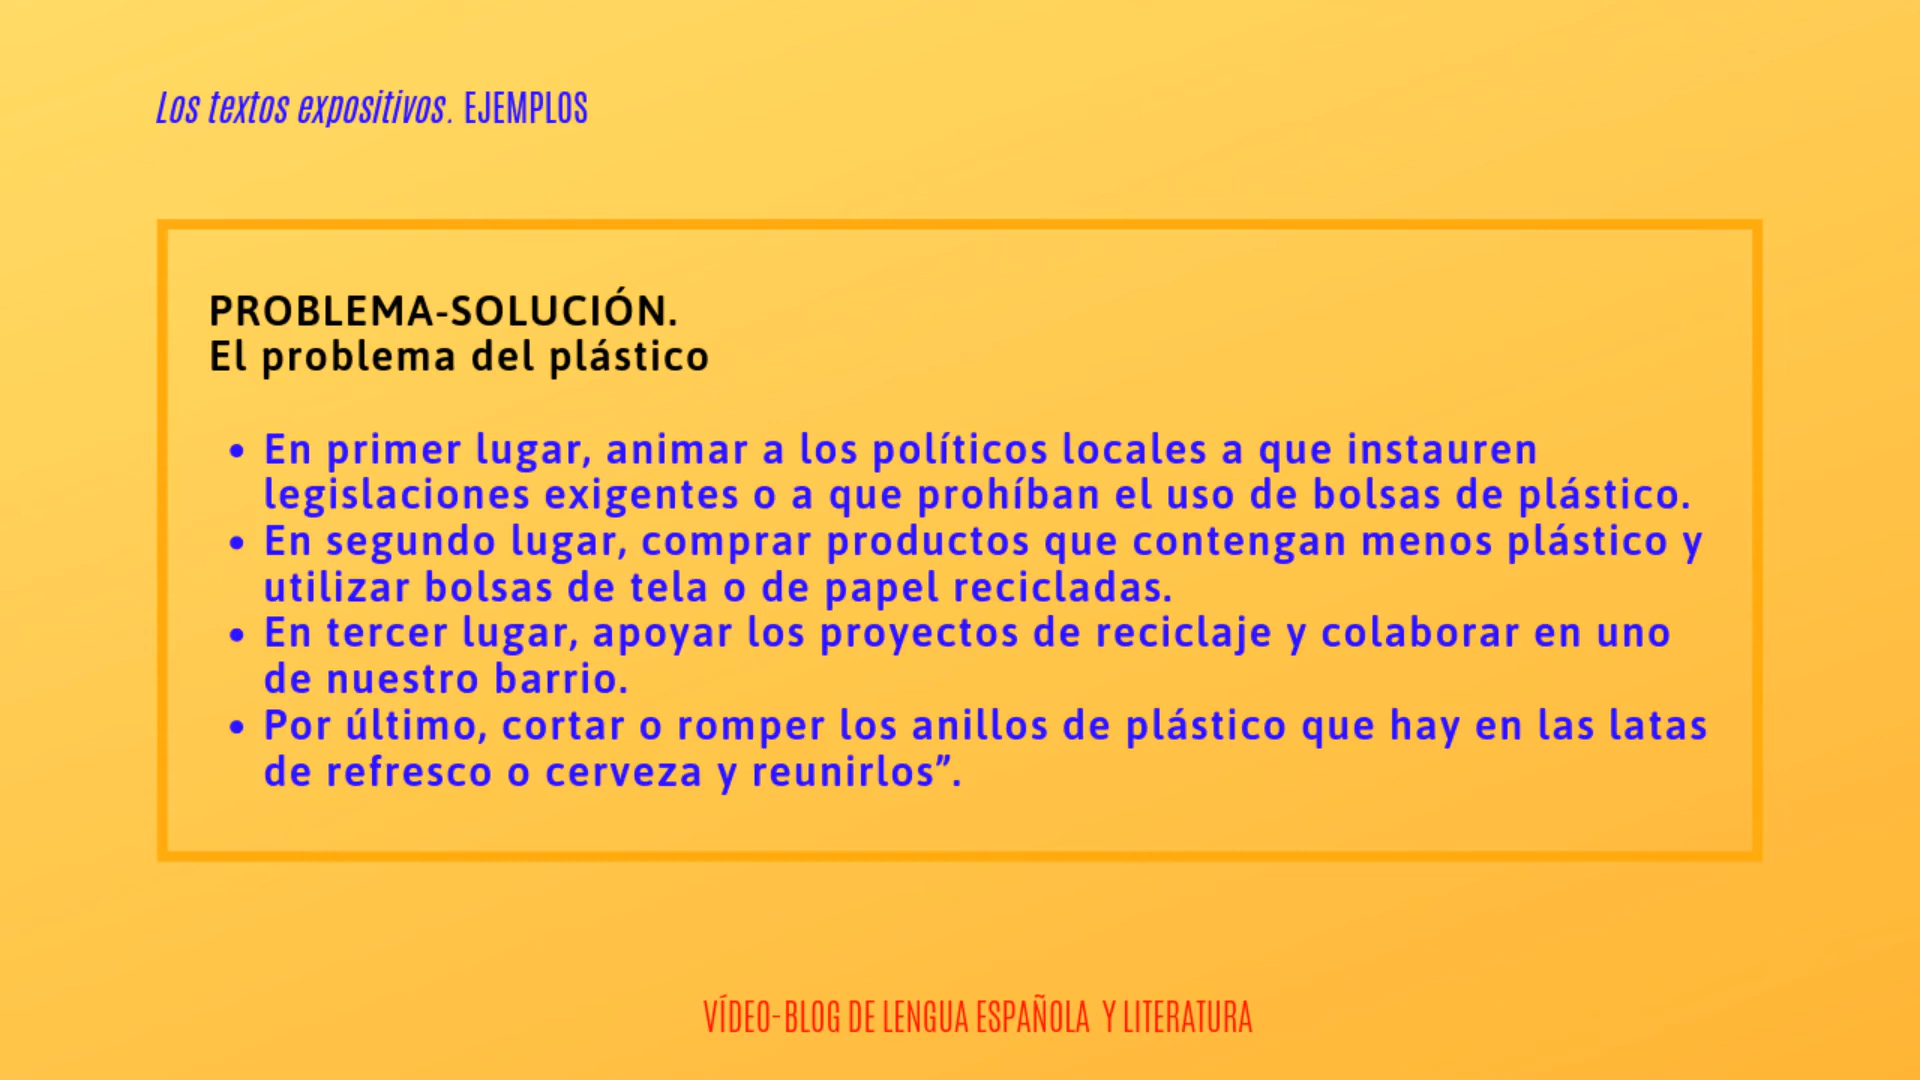 Los textos expositivos. EJEMPLOS
PROBLEMA-SOLUCIÓN.
El problema del plástico
• En primer lugar, animar a los políticos locales a que instauren
legislaciones exigentes o a que prohíban el uso de bolsas de plástico.
• En segundo lugar, comprar productos que contengan menos plástico y
utilizar bolsas de tela o de papel recicladas.
• En tercer lugar, apoyar los proyectos de reciclaje y colaborar en uno
de nuestro barrio.
• Por último, cortar o romper los anillos de plástico que hay en las latas
de refresco o cerveza y reunirlos”.
VÍDEO-BLOG DE LENGUA ESPAÑOLA Y LITERATURA